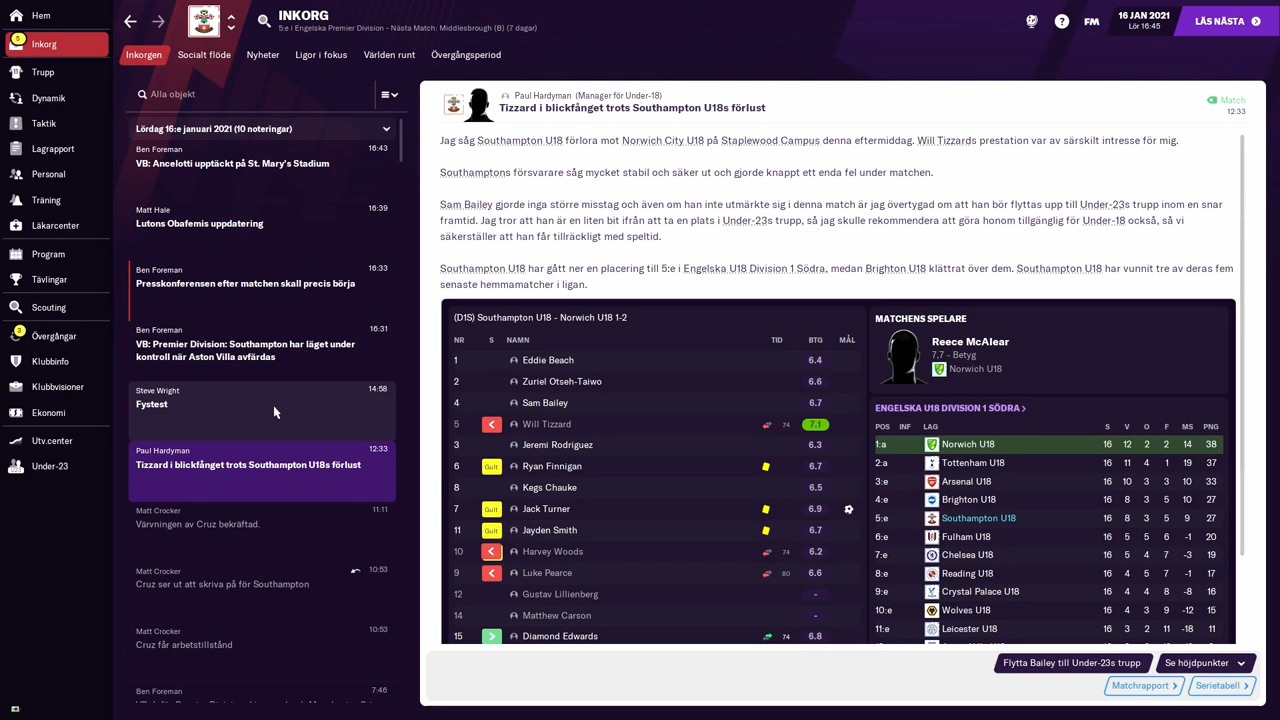 Hem
5
Inkorg
Trupp
Dynamik
Taktik
Lagrapport
Personal
Träning
Läkarcenter
Program
Tävlingar
Scouting
3
Övergångar
Klubbinfo
Klubbvisioner
Ekonomi
Utv.center
Under-23
INKORG
5:e i Engelska Premier Division - Nästa Match: Middlesbrough (B) (7 dagar)
?
FM
16 JAN 2021
Lör 16:45
LÄS NÄSTA
Inkorgen
Socialt flöde
Nyheter
Ligor i fokus
Världen runt
Övergångsperiod
Alla objekt
Lördag 16:e januari 2021 (10 noteringar)
Ben Foreman 16:43
VB: Ancelotti upptäckt på St. Mary's Stadium
Matt Hale 16:39
Lutons Obafemis uppdatering
Ben Foreman 16:33
Presskonferensen efter matchen skall precis börja
Ben Foreman 16:31
VB: Premier Division: Southampton har läget under
kontroll när Aston Villa avfärdas
Steve Wright 14:58
Fystest
Paul Hardyman 12:33
Tizzard i blickfånget trots Southampton U18s förlust
Matt Crocker 11:11
Värvningen av Cruz bekräftad.
Matt Crocker 10:53
Cruz ser ut att skriva på för Southampton
Matt Crocker 10:53
Cruz får arbetstillstånd
Ben Foreman 7:46
Paul Hardyman (Manager för Under-18)
Tizzard i blickfånget trots Southampton U18s förlust
Match
12:33
Jag såg Southampton U18 förlora mot Norwich City U18 på Staplewood Campus denna eftermiddag. Will Tizzards prestation var av särskilt intresse för mig.
Southamptons försvarare såg mycket stabil och säker ut och gjorde knappt ett enda fel under matchen.
Sam Bailey gjorde inga större misstag och även om han inte utmärkte sig i denna match är jag övertygad om att han bör flyttas upp till Under-23s trupp inom en snar
framtid. Jag tror att han är en liten bit ifrån att ta en plats i Under-23s trupp, så jag skulle rekommendera att göra honom tillgänglig för Under-18 också, så vi
säkerställer att han får tillräckligt med speltid.
Southampton U18 har gått ner en placering till 5:e i Engelska U18 Division 1 Södra, medan Brighton U18 klättrat över dem. Southampton U18 har vunnit tre av deras fem
senaste hemmamatcher i ligan.
(D1S) Southampton U18 - Norwich U18 1-2
NR S NAMN TID BTG MÅL
1 Eddie Beach 6.4
2 Zuriel Otseh-Taiwo 6.6
4 Sam Bailey 6.7
5 Will Tizzard 74 7.1
3 Jeremi Rodriguez 6.3
6 Gult Ryan Finnigan 6.7
8 Kegs Chauke 6.5
7 Gult Jack Turner 6.9
11 Gult Jayden Smith 6.7
10 Harvey Woods 74 6.2
9 Luke Pearce 80 6.6
12 Gustav Lillienberg -
14 Matthew Carson -
15 Diamond Edwards 74 6.8
MATCHENS SPELARE
Reece McAlear
7,7 - Betyg
Norwich U18
ENGELSKA U18 DIVISION 1 SÖDRA
POS INF LAG S V O F MS PNG
1:a Norwich U18 16 12 2 2 14 38
2:a Tottenham U18 16 11 4 1 19 37
3:e Arsenal U18 16 10 3 3 10 33
4:e Brighton U18 16 8 3 5 10 27
5:e Southampton U18 16 8 3 5 9 27
6:e Fulham U18 16 5 5 6 -1 20
7:e Chelsea U18 16 5 4 7 -3 19
8:e Reading U18 16 4 5 7 -1 17
9:e Crystal Palace U18 16 4 4 8 -8 16
10:e Wolves U18 16 4 3 9 -12 15
11:e Leicester U18 16 3 2 11 -18 11
Flytta Bailey till Under-23s trupp
Se höjdpunkter
Matchrapport
Serietabell